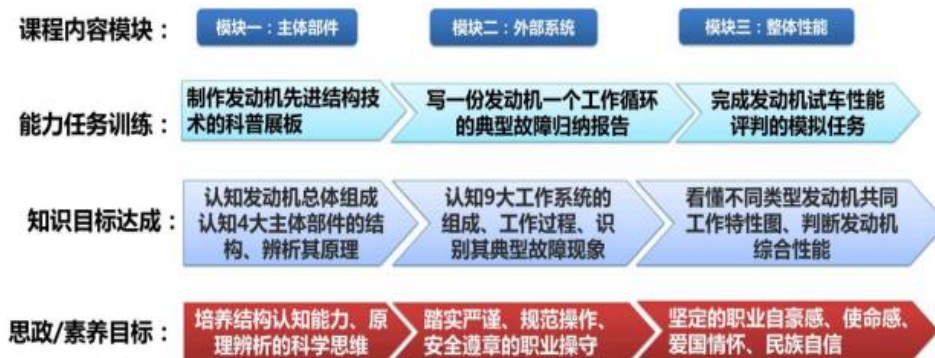 课程内容模块：
模块一：主体部件
模块二：外部系统
模块三：整体性能
能力任务训练：
制作发动机先进结构技
术的科普展板
写一份发动机一个工作循环
的典型故障归纳报告
完成发动机试车性能
评判的模拟任务
知识目标达成：
认知发动机总体组成
认知4大主体部件的结
构、辨析其原理
认知9大工作系统的
组成、工作过程、识
别其典型故障现象
看懂不同类型发动机共同
工作特性图、判断发动机
综合性能
思政/素养目标：
培养结构认知能力、原
理辨析的科学思维
踏实严谨、规范操作、
安全遵章的职业操守
坚定的职业自豪感、使命感、
爱国情怀、民族自信